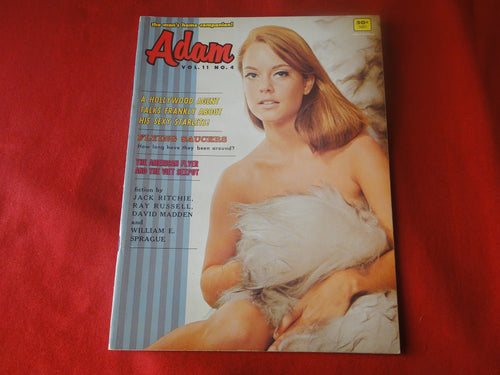 the man's home companion!
50¢
Adam
VOL. 11 NO. 4
A HOLLYWOOD AGENT
TALKS FRANKLY ABOUT
HIS SEXY STARLETS!
FLYING SAUCERS
How long have they been around?
THE AMERICAN FLYER
AND THE VIET SEXPOT
fiction by
JACK RITCHIE,
RAY RUSSELL,
DAVID MADDEN
and
WILLIAM E.
SPRAGUE